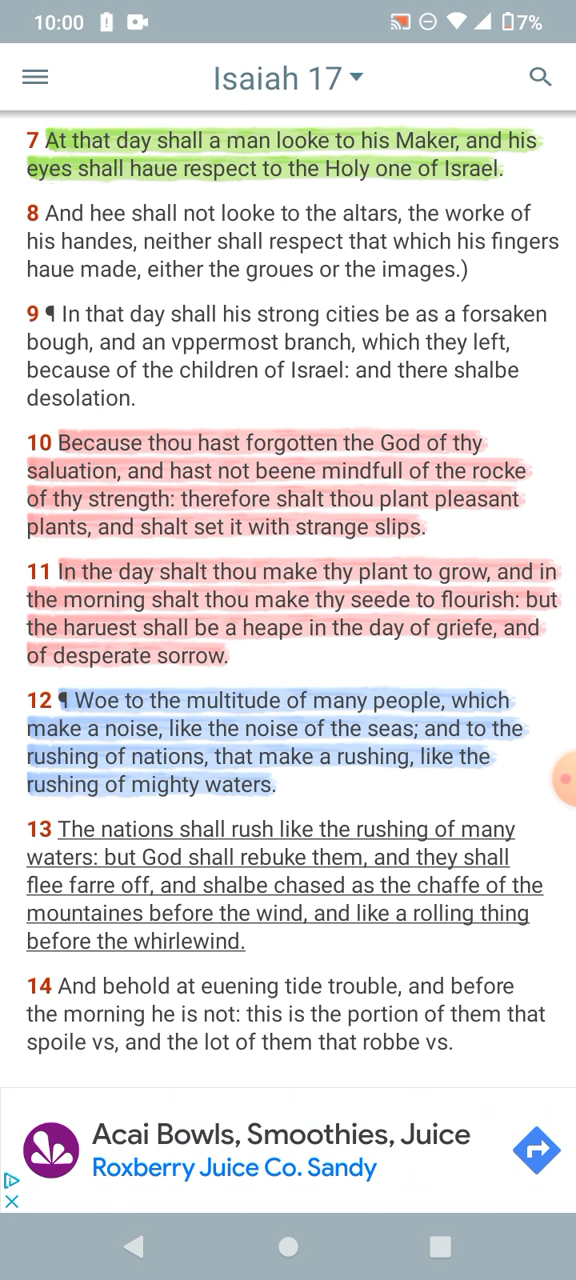 10:00 7%
Isaiah 17
7 At that day shall a man looke to his Maker, and his
eyes shall haue respect to the Holy one of Israel.
8 And hee shall not looke to the altars, the worke of
his handes, neither shall respect that which his fingers
haue made, either the groues or the images.)
9 ¶ In that day shall his strong cities be as a forsaken
bough, and an vppermost branch, which they left,
because of the children of Israel: and there shalbe
desolation.
10 Because thou hast forgotten the God of thy
saluation, and hast not beene mindfull of the rocke
of thy strength: therefore shalt thou plant pleasant
plants, and shalt set it with strange slips.
11 In the day shalt thou make thy plant to grow, and in
the morning shalt thou make thy seede to flourish: but
the haruest shall be a heape in the day of griefe, and
of desperate sorrow.
12 ¶ Woe to the multitude of many people, which
make a noise, like the noise of the seas; and to the
rushing of nations, that make a rushing, like the
rushing of mighty waters.
13 The nations shall rush like the rushing of many
waters: but God shall rebuke them, and they shall
flee farre off, and shalbe chased as the chaffe of the
mountaines before the wind, and like a rolling thing
before the whirlewind.
14 And behold at euening tide trouble, and before
the morning he is not: this is the portion of them that
spoile vs, and the lot of them that robbe vs.
Acai Bowls, Smoothies, Juice
Roxberry Juice Co. Sandy